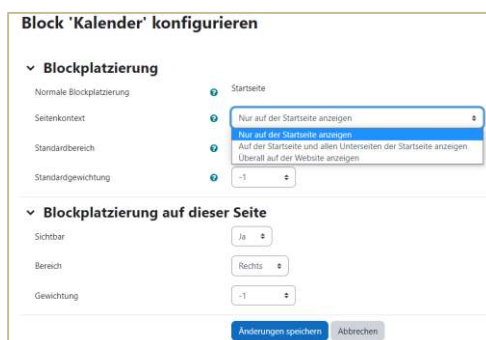 Block 'Kalender' konfigurieren
Blockplatzierung
Normale Blockplatzierung Startseite
Seitenkontext Nur auf der Startseite anzeigen
Nur auf der Startseite anzeigen
Standardbereich Auf der Startseite und allen Unterseiten der Startseite anzeigen
Überall auf der Website anzeigen
Standardgewichtung -1
Blockplatzierung auf dieser Seite
Sichtbar Ja
Bereich Rechts
Gewichtung -1
Änderungen speichern Abbrechen